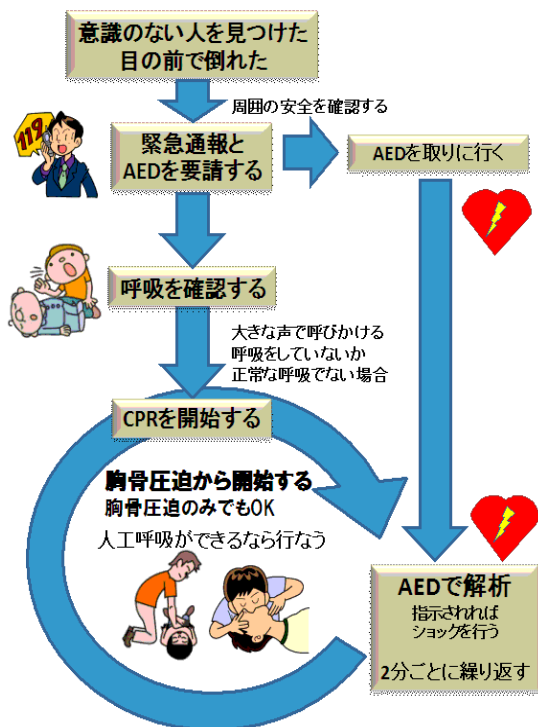 意識のない人を見つけた
目の前で倒れた
周囲の安全を確認する
119
緊急通報と
AEDを要請する
AEDを取りに行く
呼吸を確認する
大きな声で呼びかける
呼吸をしていないか
正常な呼吸でない場合
CPRを開始する
胸骨圧迫から開始する
胸骨圧迫のみでもOK
人工呼吸ができるなら行なう
AEDで解析
指示されれば
ショックを行う
2分ごとに繰り返す